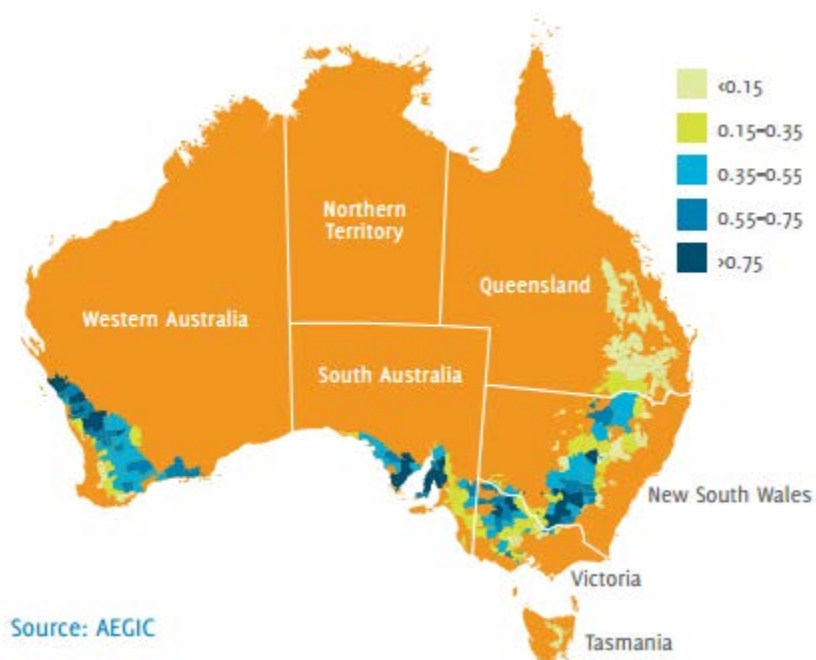 ‹0.15
0.15–0.35
0.35–0.55
0.55–0.75
›0.75
Northern
Territory
Queensland
Western Australia
South Australia
New South Wales
Victoria
Tasmania
Source: AEGIC